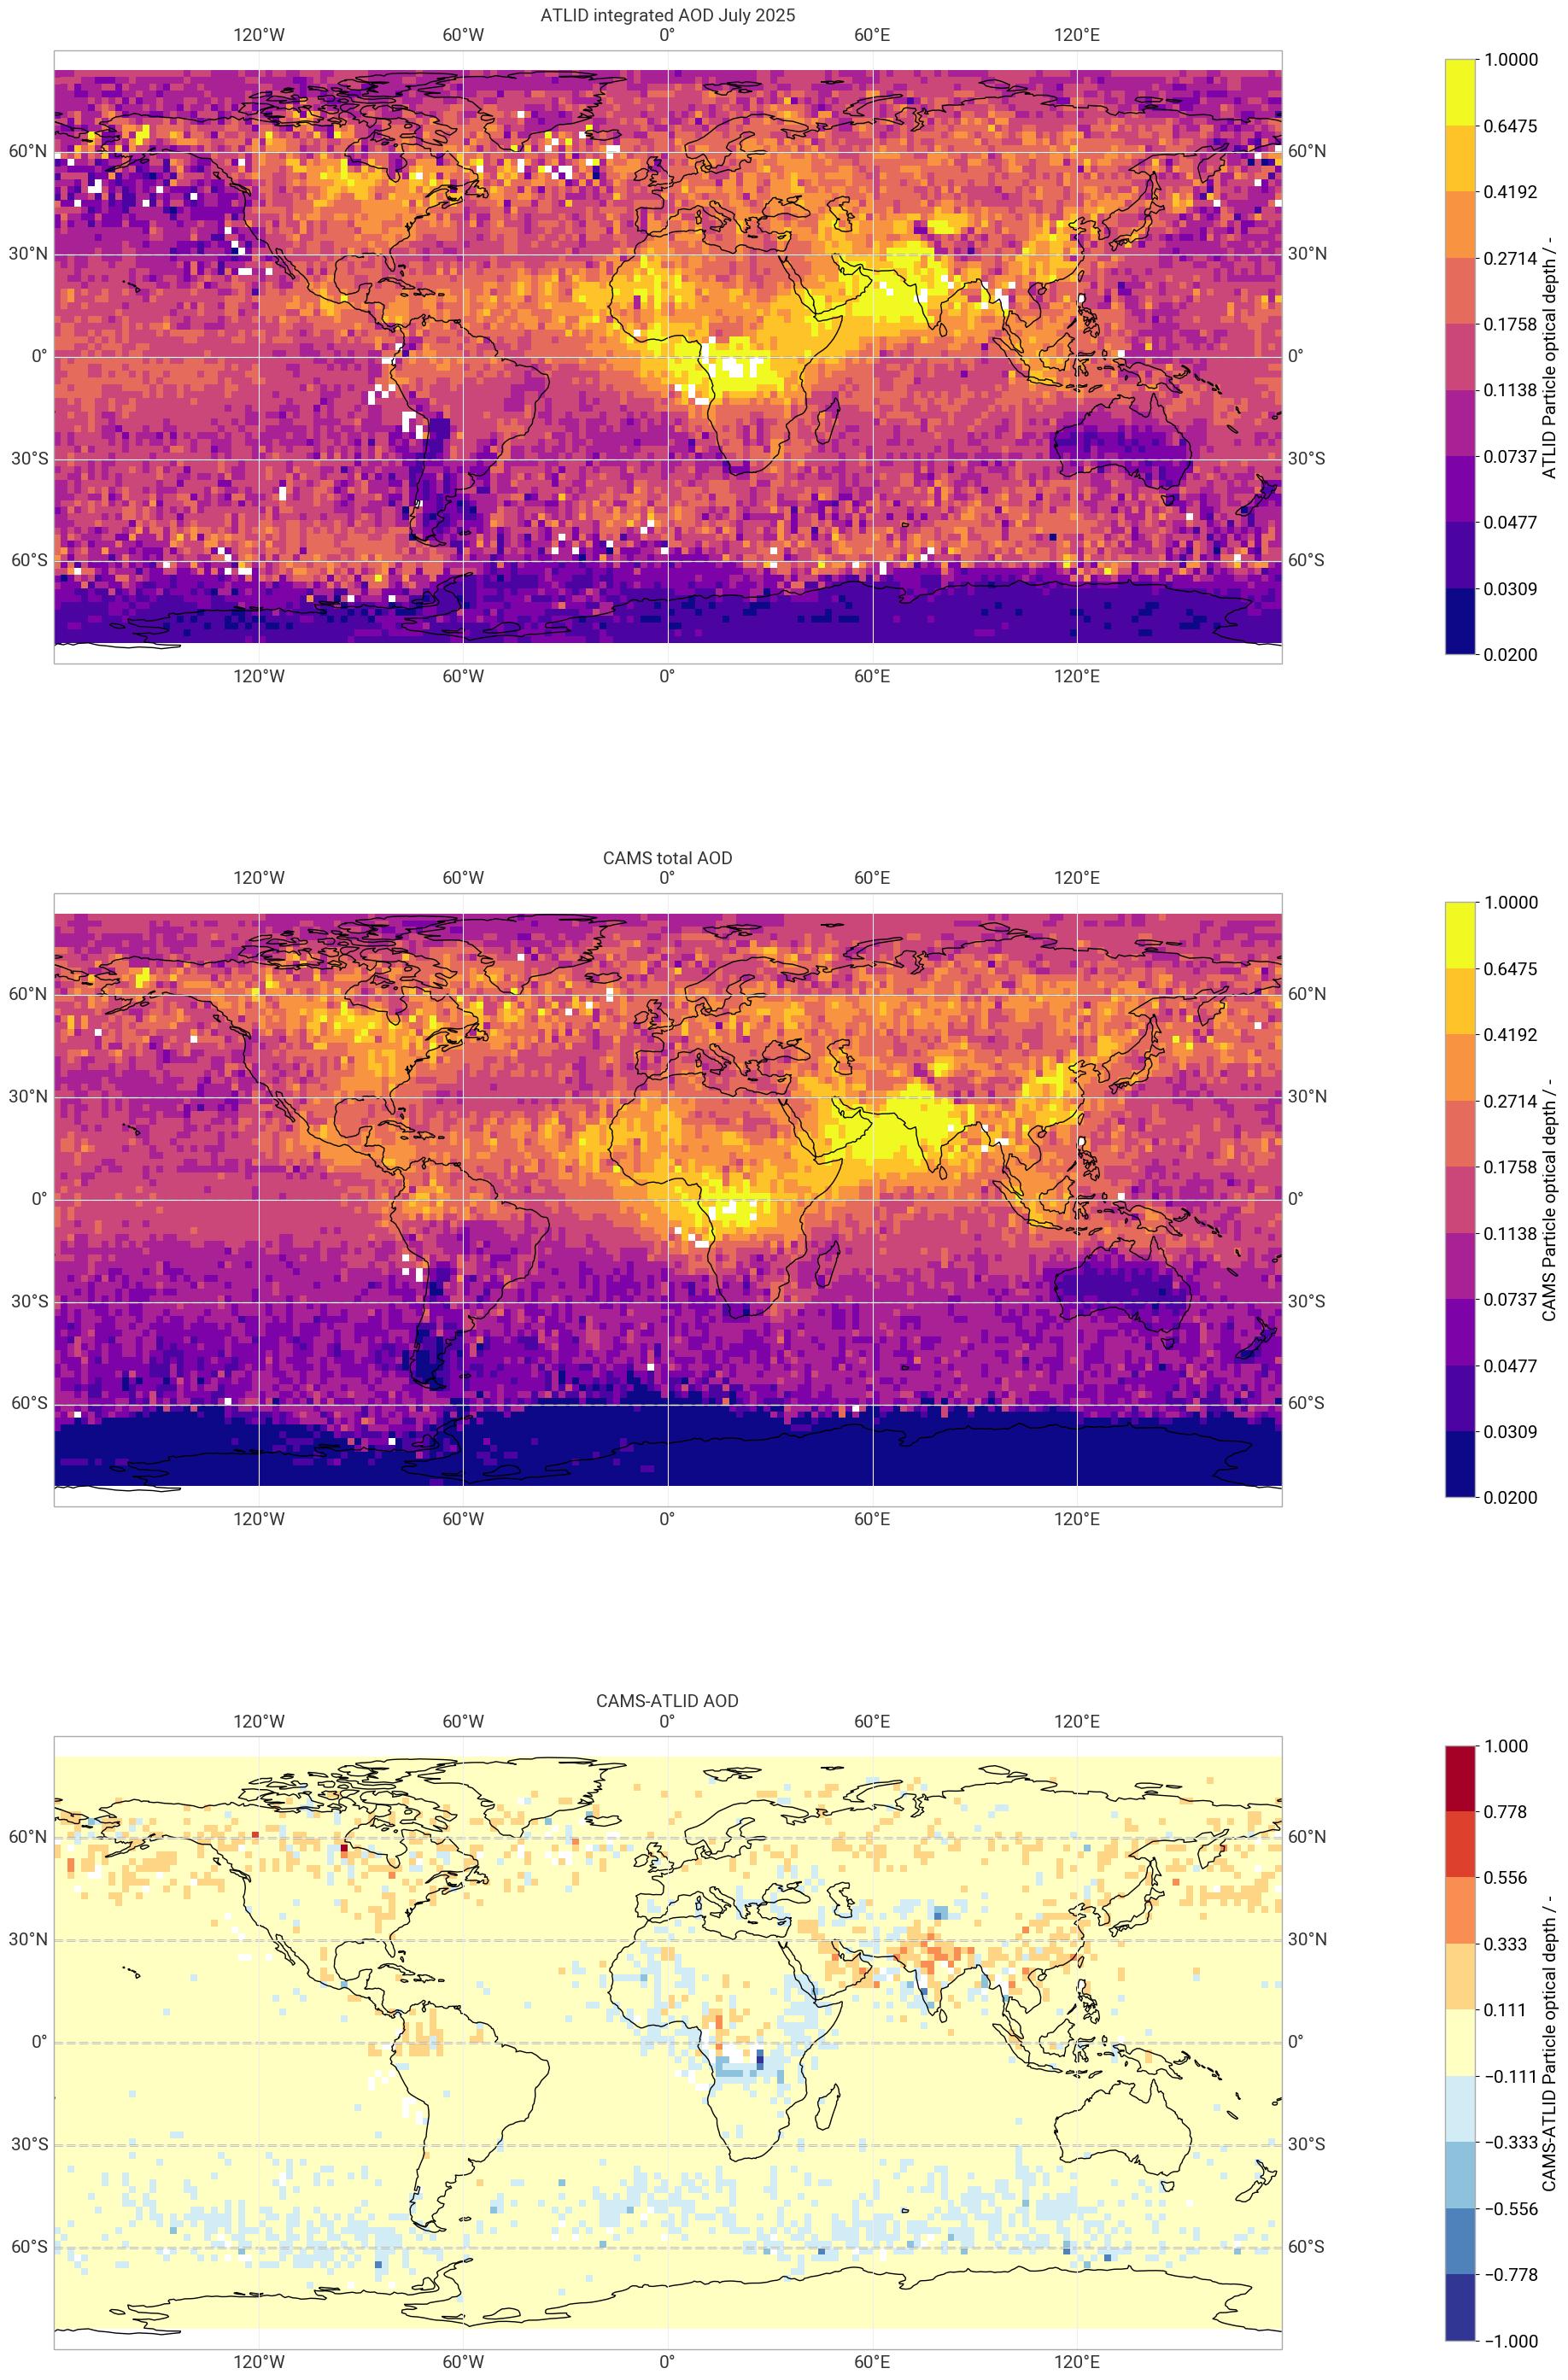 ATLID integrated AOD July 2025
120°W 60°W 0° 60°E 120°E
60°N 60°N
30°N 30°N
0° 0°
30°S 30°S
60°S 60°S
120°W 60°W 0° 60°E 120°E
1.0000
0.6475
0.4192
0.2714
0.1758
0.1138
0.0737
0.0477
0.0309
0.0200
ATLID Particle optical depth / -
CAMS total AOD
120°W 60°W 0° 60°E 120°E
60°N 60°N
30°N 30°N
0° 0°
30°S 30°S
60°S 60°S
120°W 60°W 0° 60°E 120°E
1.0000
0.6475
0.4192
0.2714
0.1758
0.1138
0.0737
0.0477
0.0309
0.0200
CAMS Particle optical depth / -
CAMS-ATLID AOD
120°W 60°W 0° 60°E 120°E
60°N 60°N
30°N 30°N
0° 0°
30°S 30°S
60°S 60°S
120°W 60°W 0° 60°E 120°E
1.000
0.778
0.556
0.333
0.111
−0.111
−0.333
−0.556
−0.778
−1.000
CAMS-ATLID Particle optical depth / -